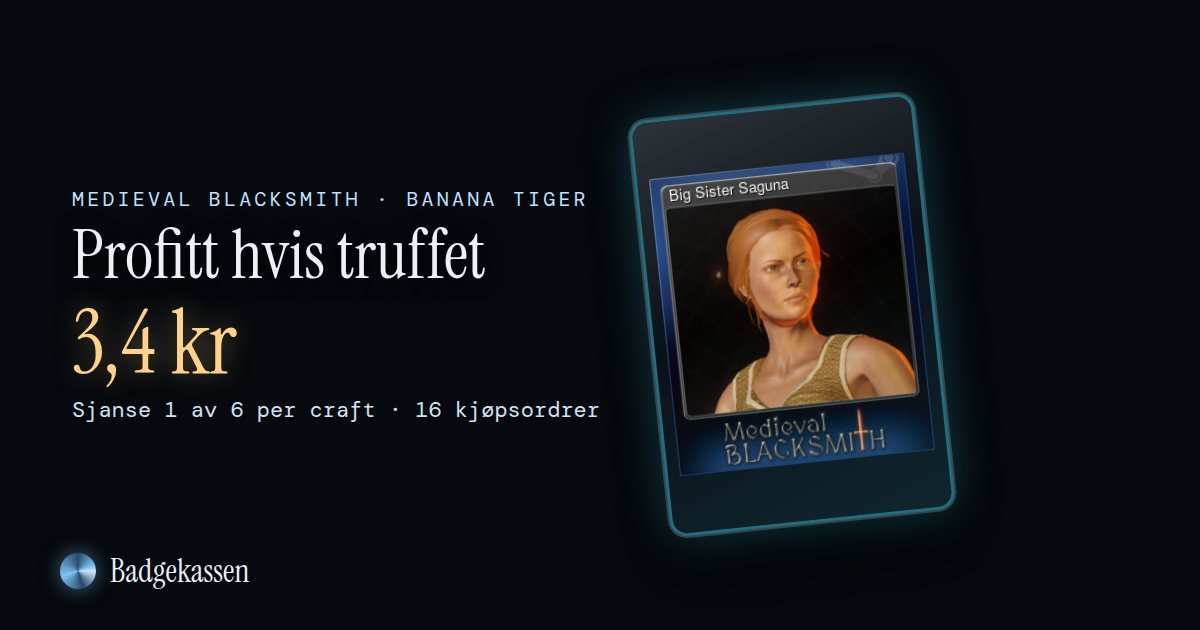 MEDIEVAL BLACKSMITH · BANANA TIGER
Profitt hvis truffet
3,4 kr
Sjanse 1 av 6 per craft · 16 kjøpsordrer
Badgekassen
Big Sister Saguna
Medieval
BLACKSMITH